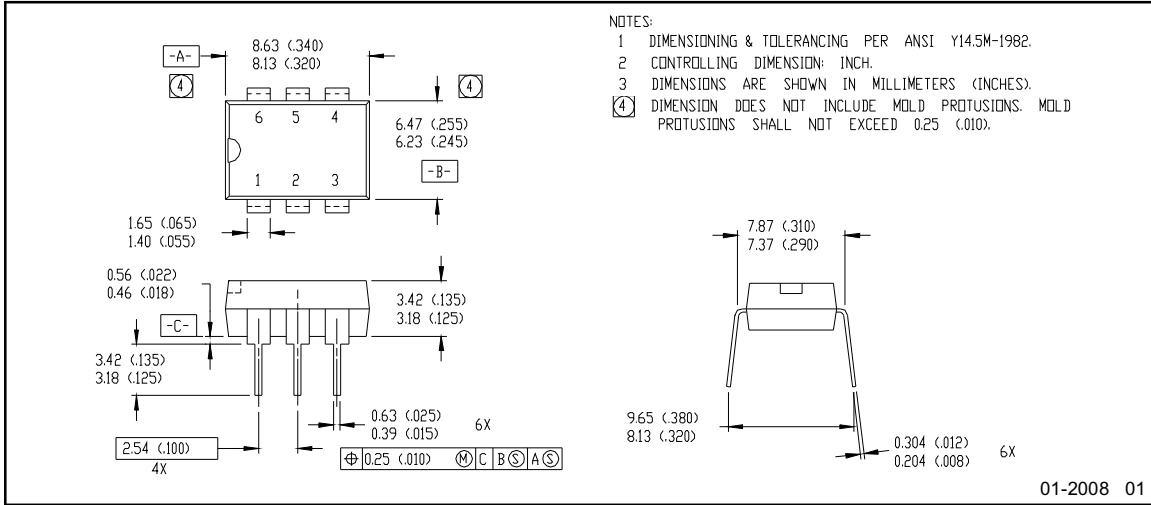 -A-
8.63 (.340)
8.13 (.320)
4
4
6 5 4
1 2 3
6.47 (.255)
6.23 (.245)
-B-
1.65 (.065)
1.40 (.055)
0.56 (.022)
0.46 (.018)
-C-
3.42 (.135)
3.18 (.125)
3.42 (.135)
3.18 (.125)
0.63 (.025)
0.39 (.015)
6X
2.54 (.100)
4X
⌖ 0.25 (.010) Ⓜ C B Ⓢ A Ⓢ
NOTES:
1 DIMENSIONING & TOLERANCING PER ANSI Y14.5M-1982.
2 CONTROLLING DIMENSION: INCH.
3 DIMENSIONS ARE SHOWN IN MILLIMETERS (INCHES).
4 DIMENSION DOES NOT INCLUDE MOLD PROTUSIONS. MOLD
PROTUSIONS SHALL NOT EXCEED 0.25 (.010).
7.87 (.310)
7.37 (.290)
9.65 (.380)
8.13 (.320)
0.304 (.012)
0.204 (.008)
6X
01-2008 01